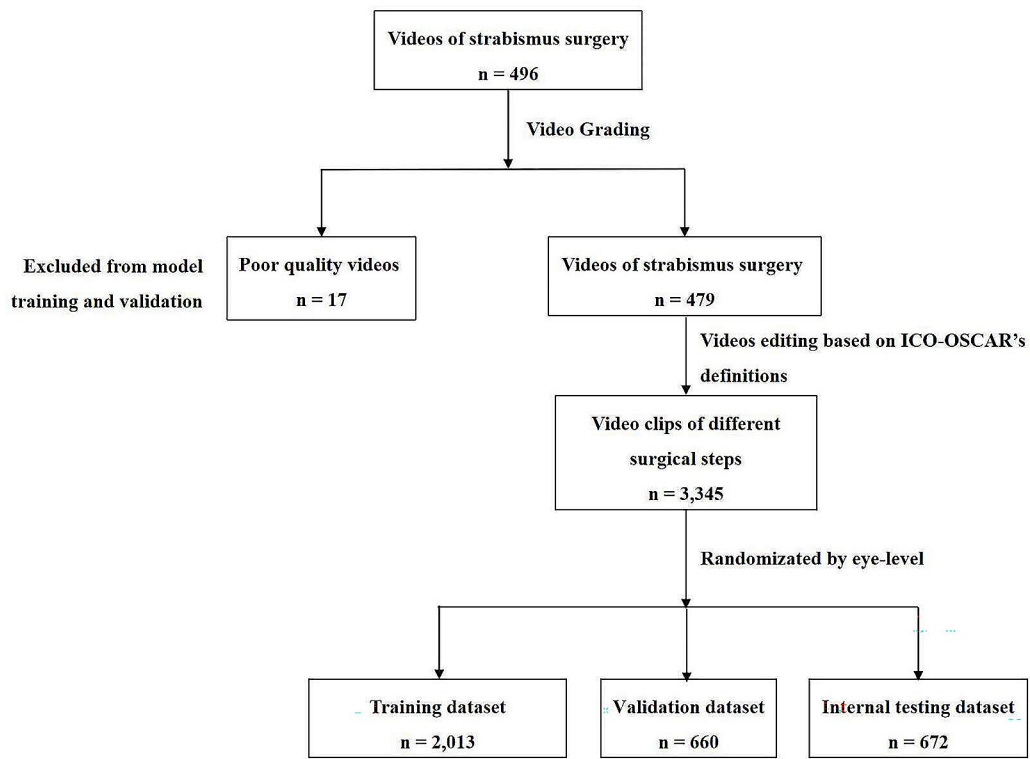 Videos of strabismus surgery
n = 496
Video Grading
Excluded from model
training and validation
Poor quality videos
n = 17
Videos of strabismus surgery
n = 479
Videos editing based on ICO-OSCAR's
definitions
Video clips of different
surgical steps
n = 3,345
Randomizated by eye-level
Training dataset
n = 2,013
Validation dataset
n = 660
Internal testing dataset
n = 672